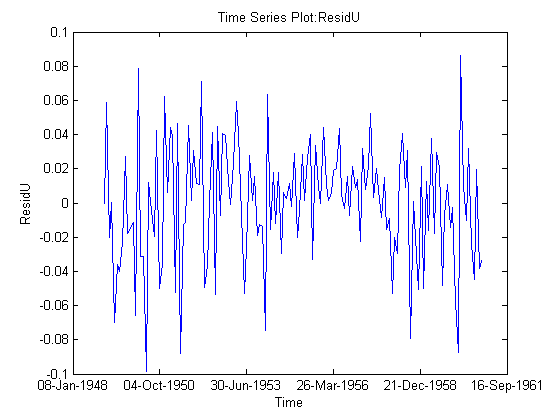 Time Series Plot:ResidU
0.1
0.08
0.06
0.04
0.02
0
-0.02
-0.04
-0.06
-0.08
-0.1
ResidU
08-Jan-1948 04-Oct-1950 30-Jun-1953 26-Mar-1956 21-Dec-1958 16-Sep-1961
Time